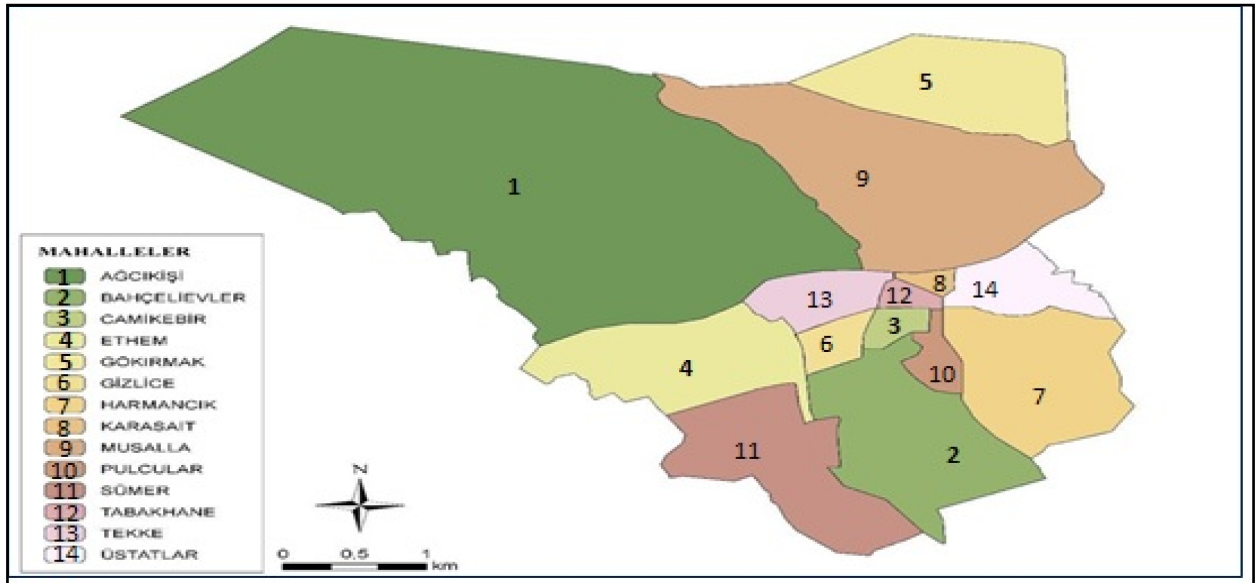 5
9
1
MAHALLELER
1 AĞCIKİŞİ
2 BAHÇELİEVLER
3 CAMİKEBİR
4 ETHEM
5 GÖKIRMAK
6 GİZLİCE
7 HARMANCIK
8 KARASAİT
9 MUSALLA
10 PULCULAR
11 SÜMER
12 TABAKHANE
13 TEKKE
14 ÜSTATLAR
8
14
12
13
3
6
4
10
7
11
2
N
0 0,5 1
km